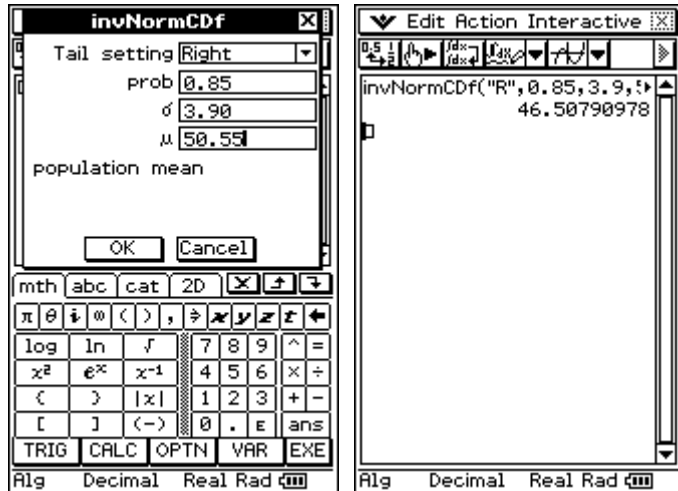 invNormCDf
Tail setting Right
prob 0.85
σ 3.90
μ 50.55
population mean
OK Cancel
mth abc cat 2D
π θ i ∞ ( ) , ⇒ x y z t
log ln √ 7 8 9 ^ =
x² eˣ x⁻¹ 4 5 6 × ÷
{ } |x| 1 2 3 + −
[ ] (−) 0 . E ans
TRIG CALC OPTN VAR EXE
Alg Decimal Real Rad
Edit Action Interactive
invNormCDf("R",0.85,3.9,5
46.50790978
Alg Decimal Real Rad